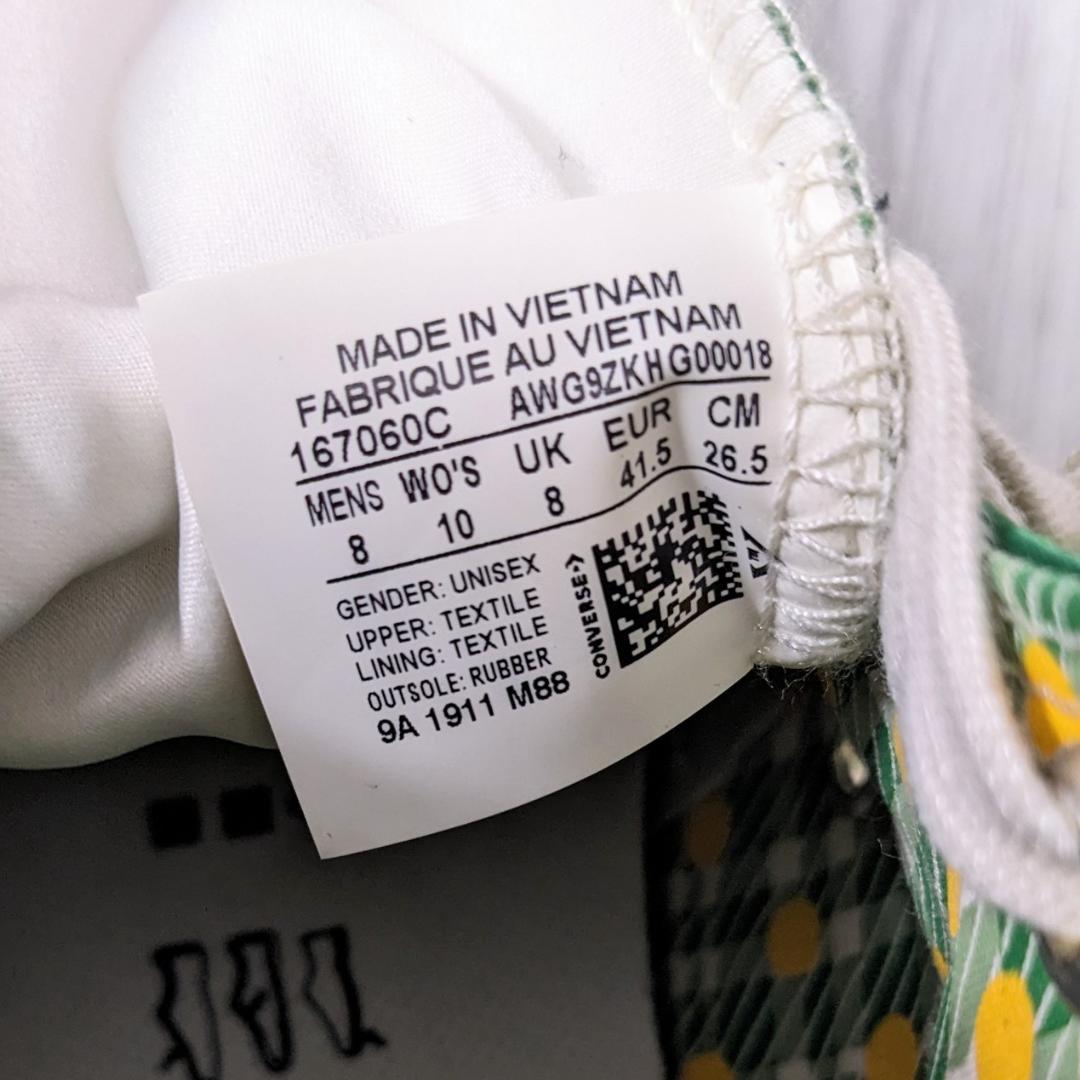 MADE IN VIETNAM
FABRIQUE AU VIETNAM
167060C AWG9ZKHG00018
MENS WO'S UK EUR CM
8 10 8 41.5 26.5
GENDER: UNISEX
UPPER: TEXTILE
LINING: TEXTILE
OUTSOLE: RUBBER
9A 1911 M88
CONVERSE